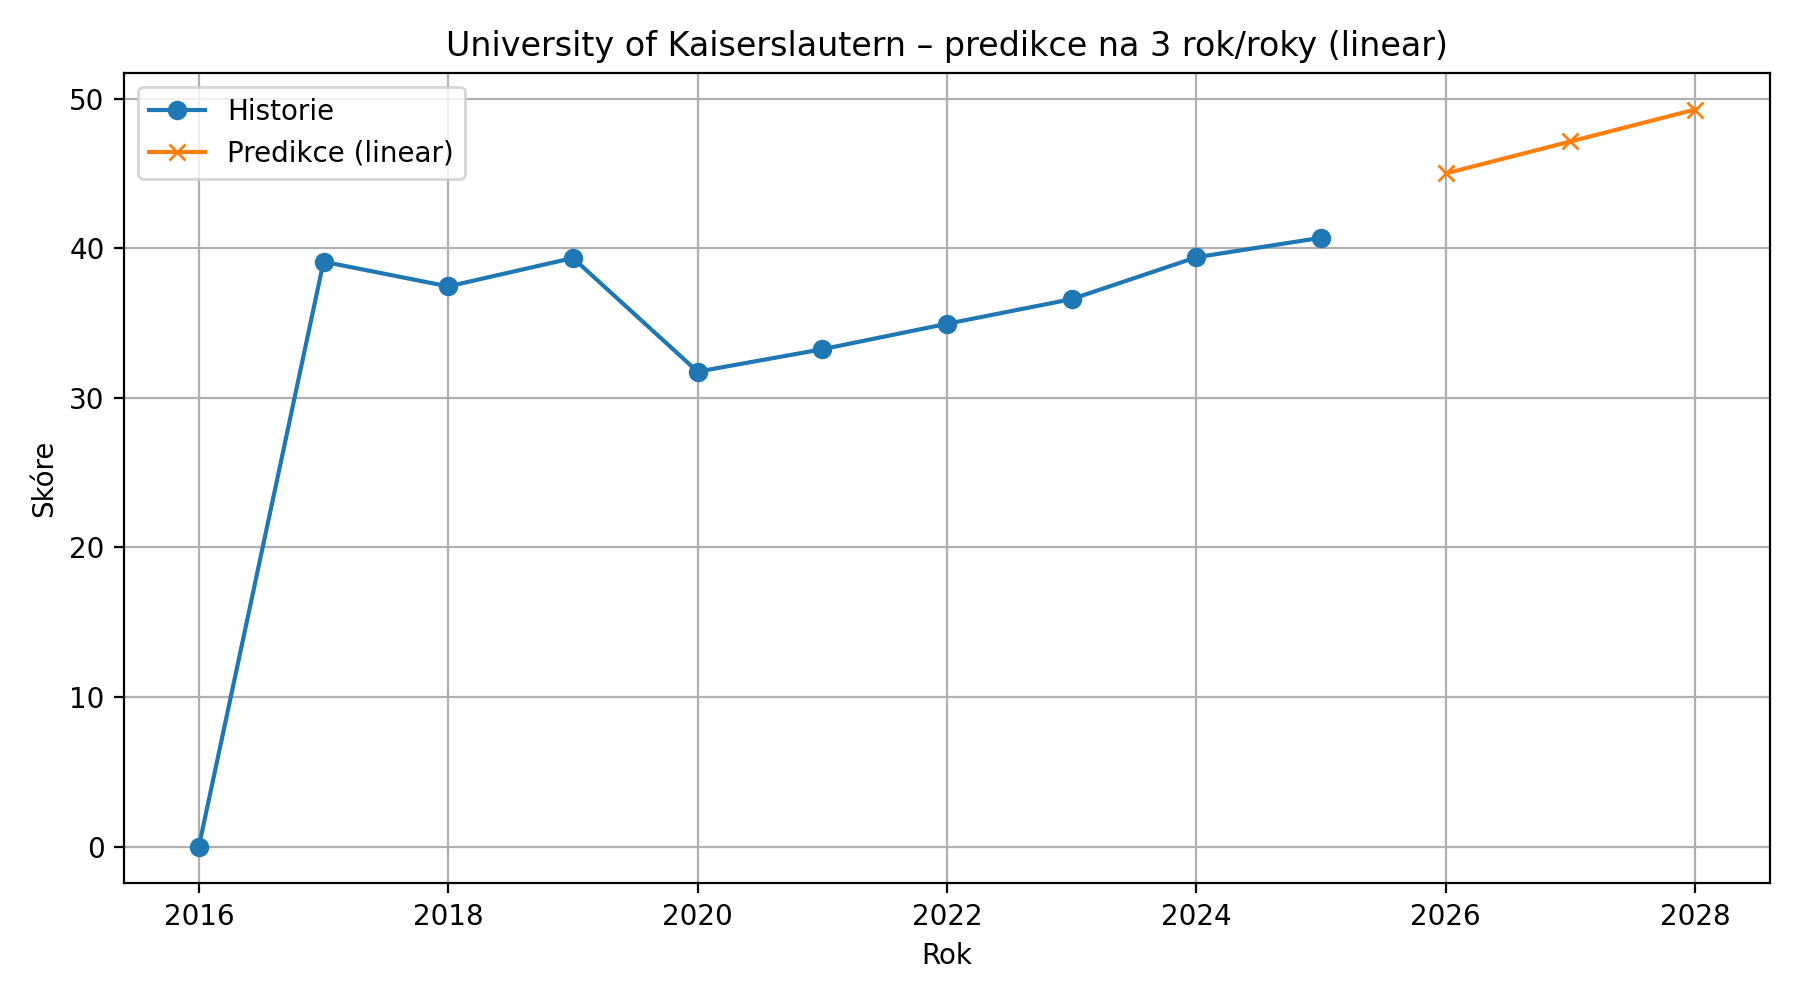 University of Kaiserslautern – predikce na 3 rok/roky (linear)
Historie
Predikce (linear)
Skóre
50
40
30
20
10
0
2016 2018 2020 2022 2024 2026 2028
Rok